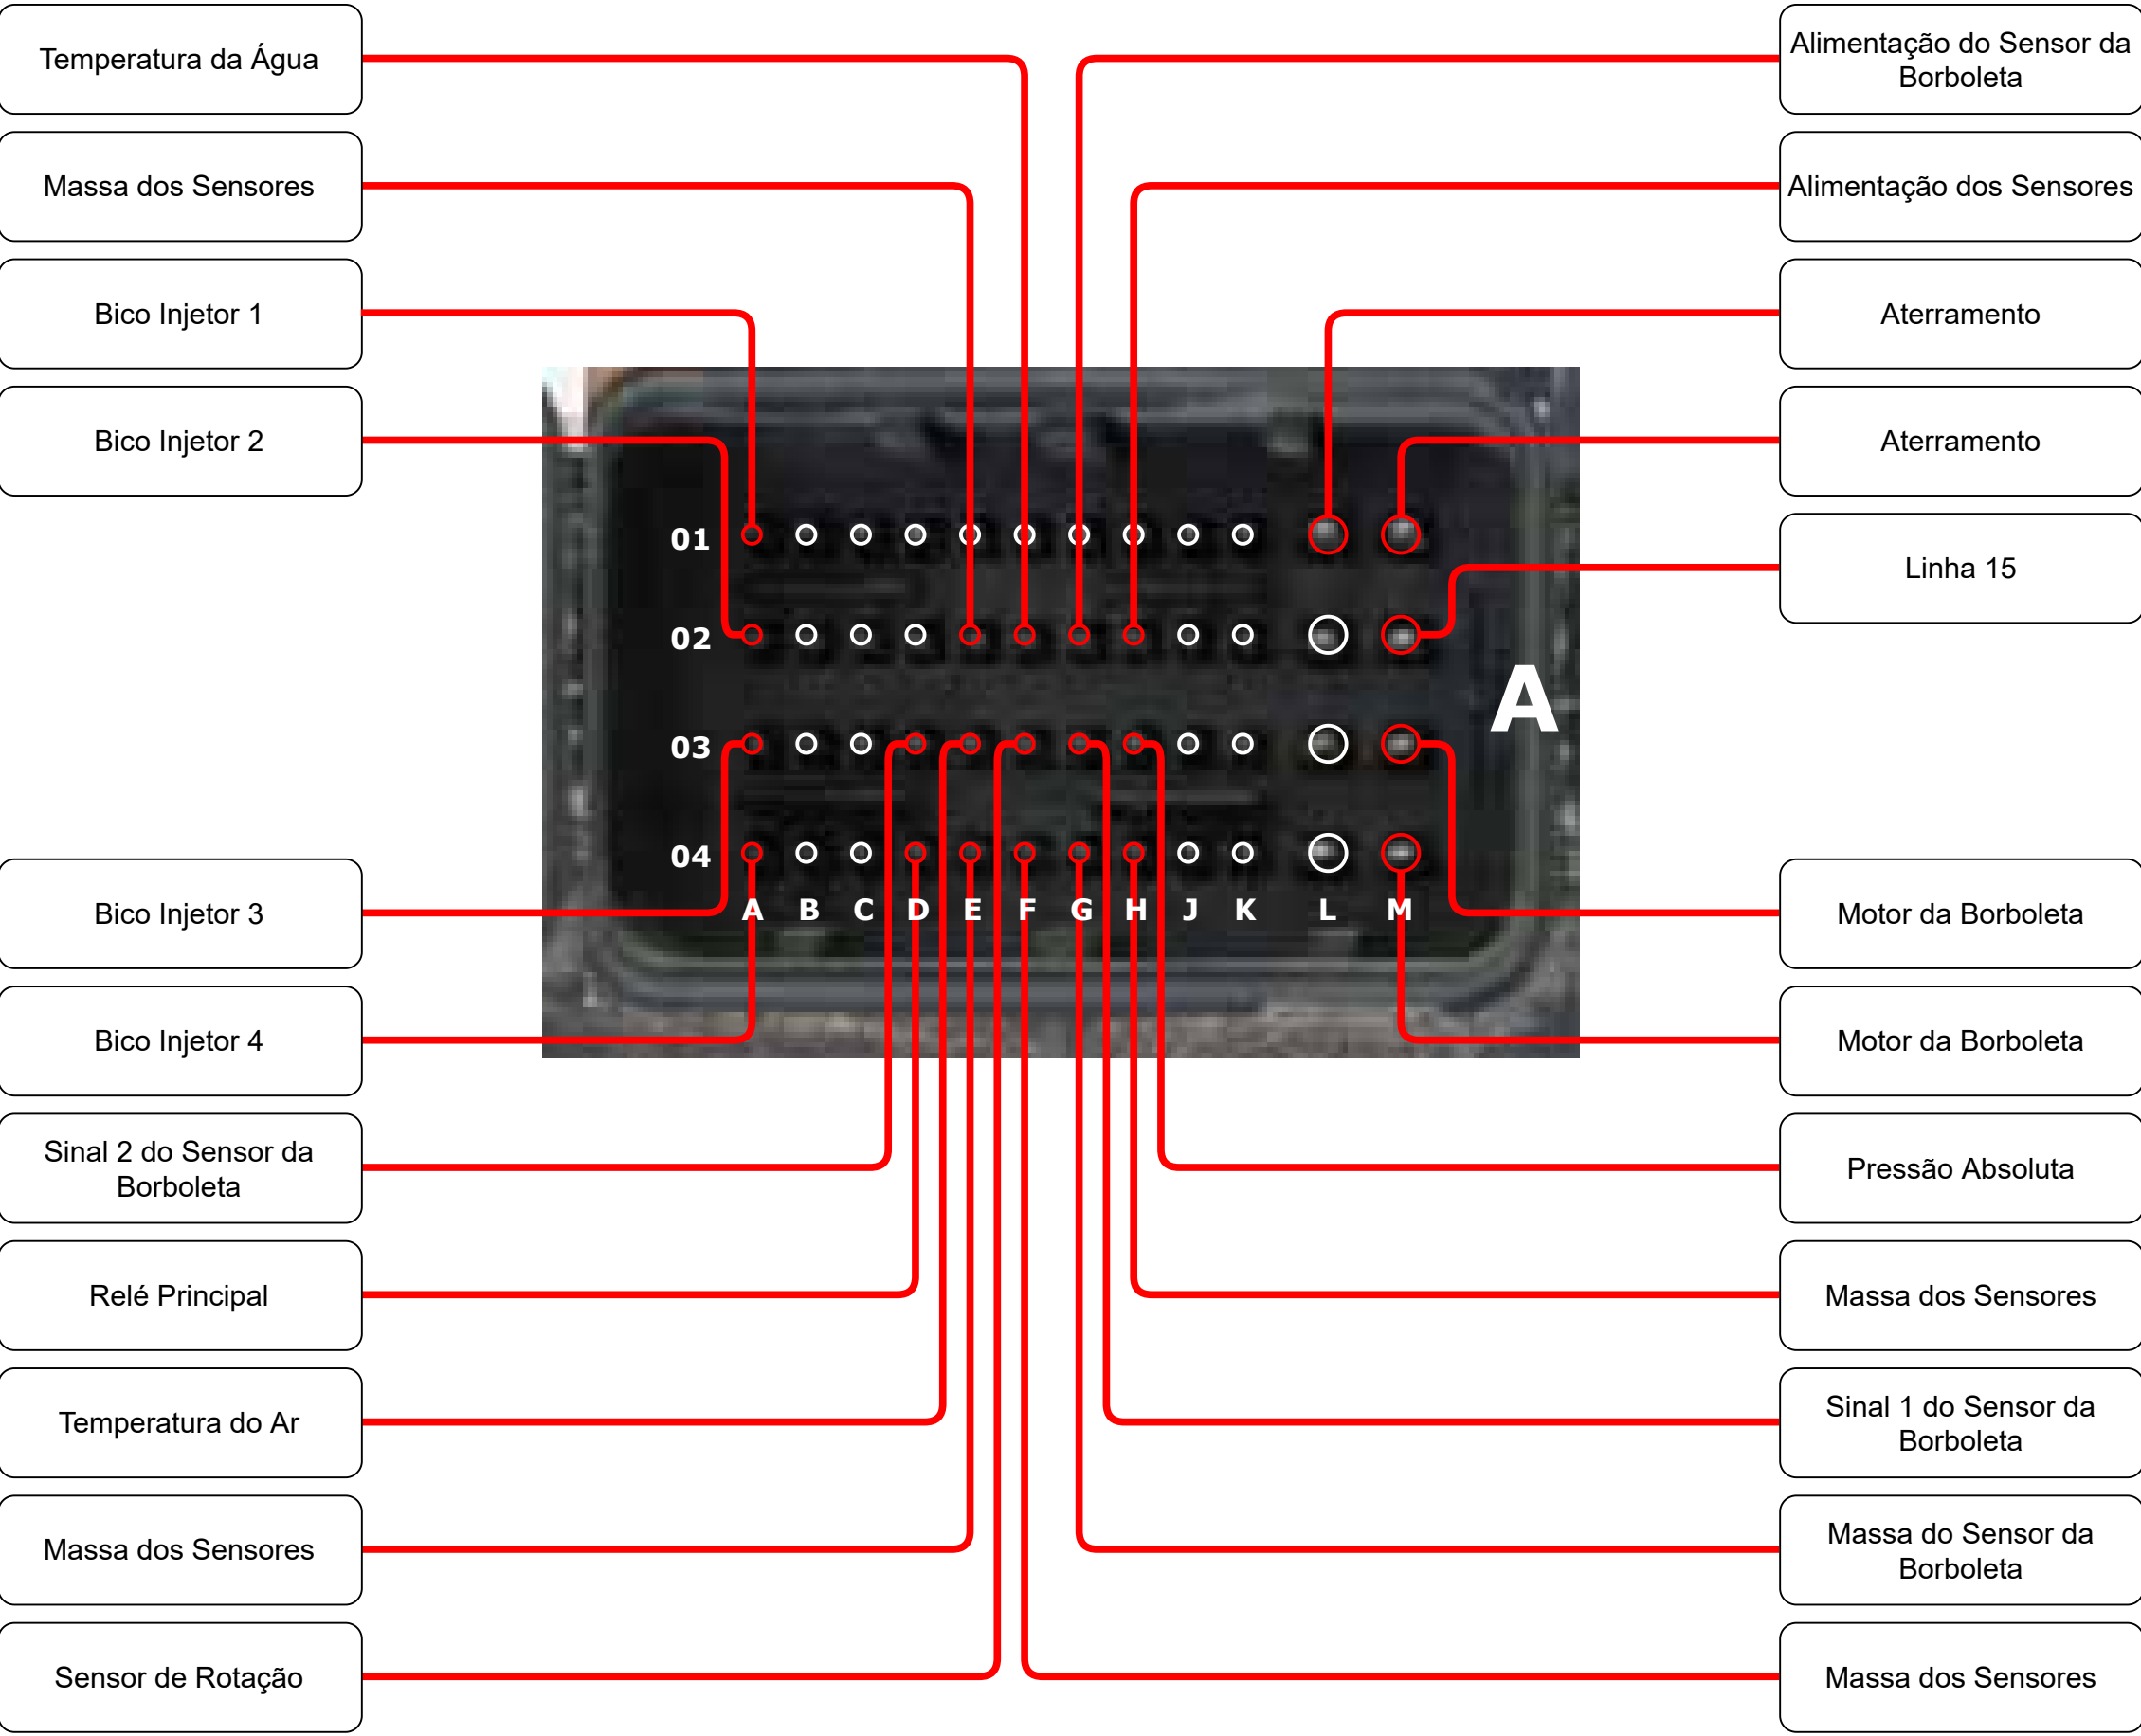 Temperatura da Água
Massa dos Sensores
Bico Injetor 1
Bico Injetor 2
Alimentação do Sensor da
Borboleta
Alimentação dos Sensores
Aterramento
Aterramento
Linha 15
01
02
03
04
A
A B C D E F G H J K L M
Bico Injetor 3
Bico Injetor 4
Sinal 2 do Sensor da
Borboleta
Relé Principal
Temperatura do Ar
Massa dos Sensores
Sensor de Rotação
Motor da Borboleta
Motor da Borboleta
Pressão Absoluta
Massa dos Sensores
Sinal 1 do Sensor da
Borboleta
Massa do Sensor da
Borboleta
Massa dos Sensores